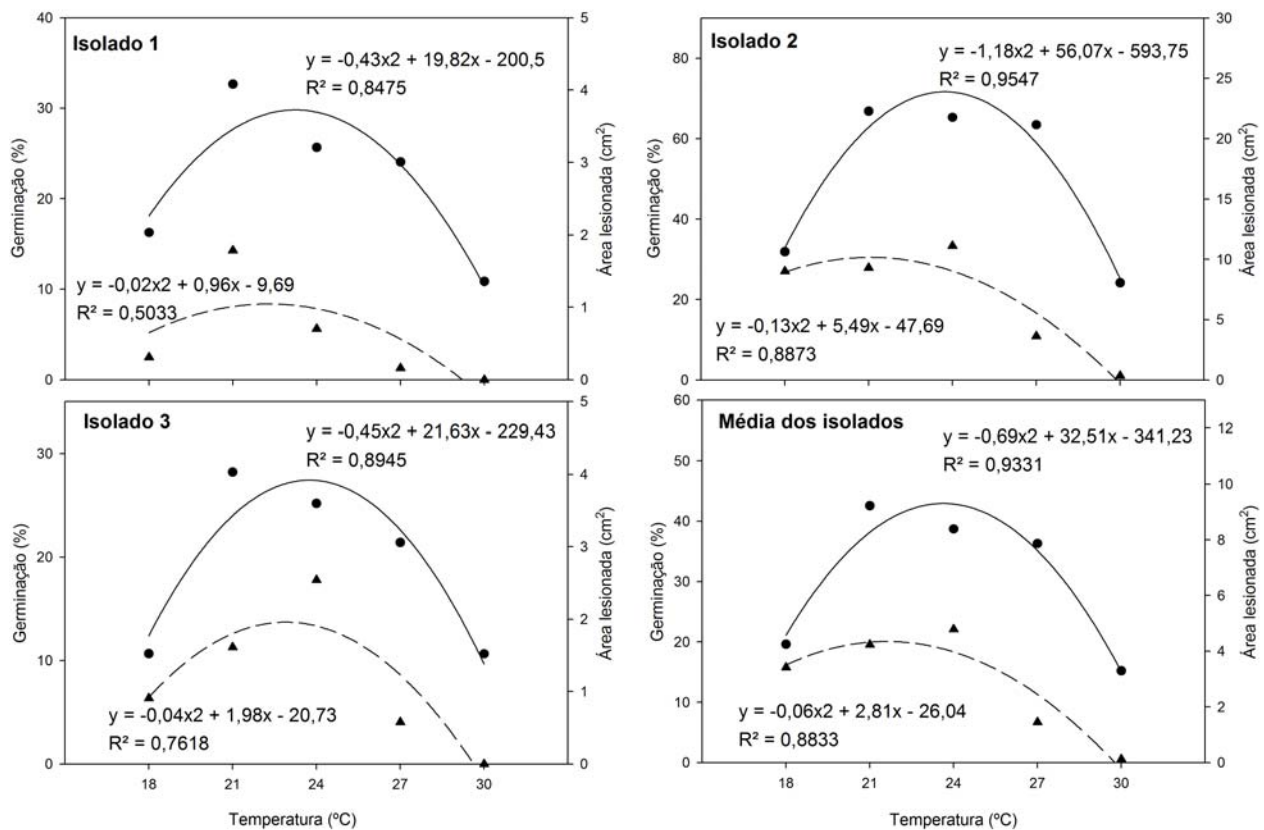 Isolado 1
y = -0,43x2 + 19,82x - 200,5
R² = 0,8475
y = -0,02x2 + 0,96x - 9,69
R² = 0,5033
Germinação (%)
40
30
20
10
0
Área lesionada (cm²)
5
4
3
2
1
0
Isolado 2
y = -1,18x2 + 56,07x - 593,75
R² = 0,9547
y = -0,13x2 + 5,49x - 47,69
R² = 0,8873
Germinação (%)
80
60
40
20
0
Área lesionada (cm²)
30
25
20
15
10
5
0
Isolado 3
y = -0,45x2 + 21,63x - 229,43
R² = 0,8945
y = -0,04x2 + 1,98x - 20,73
R² = 0,7618
Germinação (%)
30
20
10
0
Área lesionada (cm²)
5
4
3
2
1
0
18 21 24 27 30
Temperatura (ºC)
Média dos isolados
y = -0,69x2 + 32,51x - 341,23
R² = 0,9331
y = -0,06x2 + 2,81x - 26,04
R² = 0,8833
Germinação (%)
60
50
40
30
20
10
0
Área lesionada (cm²)
12
10
8
6
4
2
0
18 21 24 27 30
Temperatura (ºC)